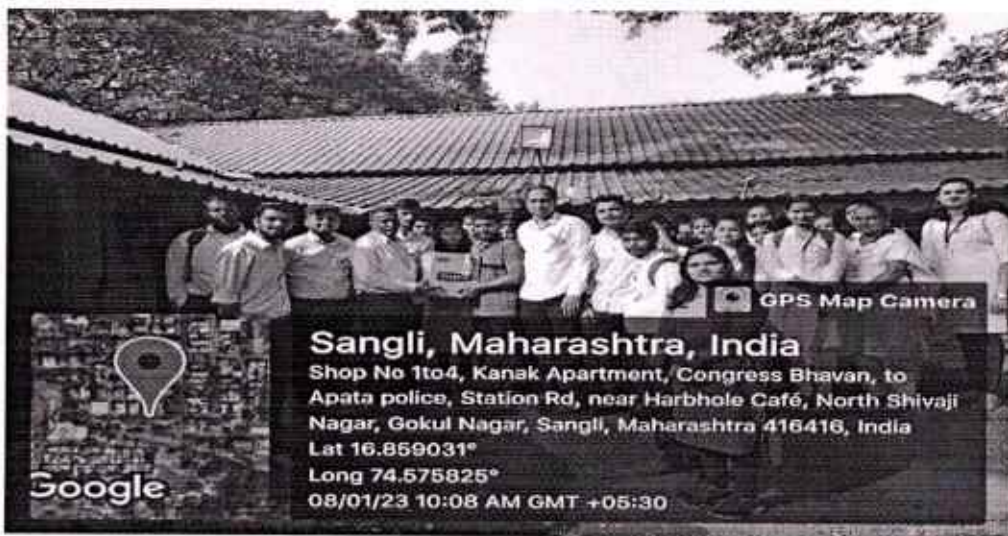 GPS Map Camera
Sangli, Maharashtra, India
Shop No 1to4, Kanak Apartment, Congress Bhavan, to
Apata police, Station Rd, near Harbhole Café, North Shivaji
Nagar, Gokul Nagar, Sangli, Maharashtra 416416, India
Lat 16.859031°
Long 74.575825°
08/01/23 10:08 AM GMT +05:30
Google